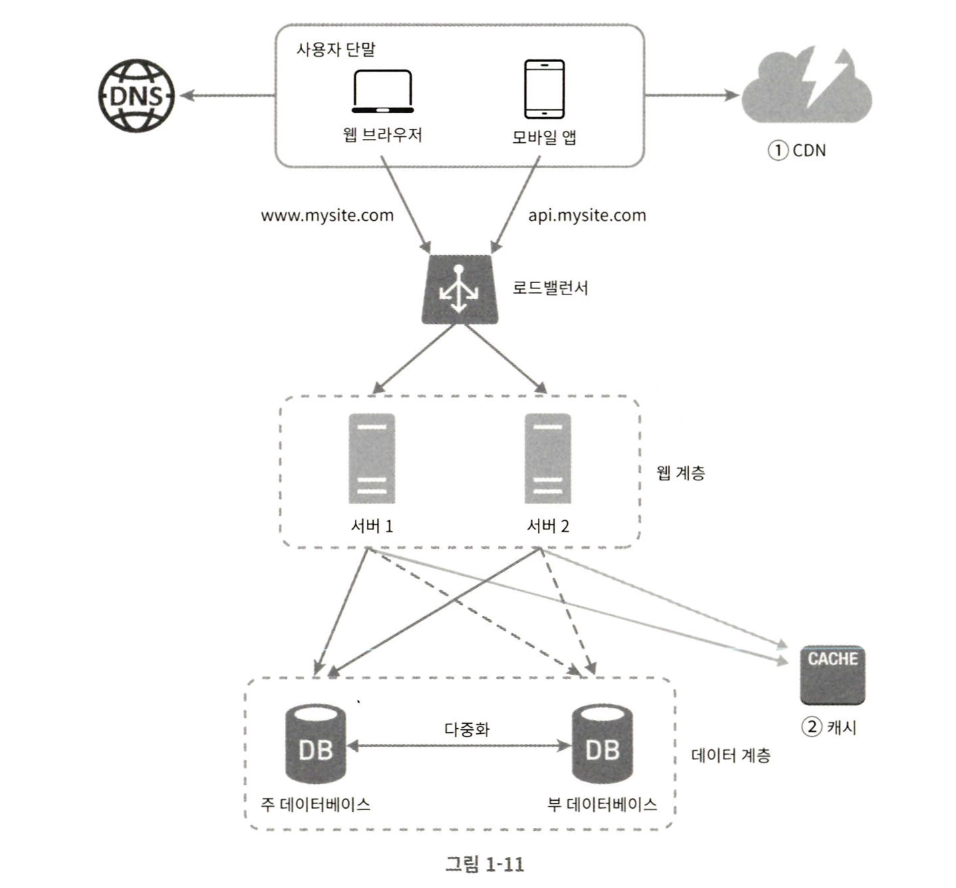 사용자 단말
DNS
웹 브라우저
모바일 앱
① CDN
www.mysite.com
api.mysite.com
로드밸런서
웹 계층
서버 1
서버 2
CACHE
② 캐시
다중화
DB
DB
데이터 계층
주 데이터베이스
부 데이터베이스
그림 1-11